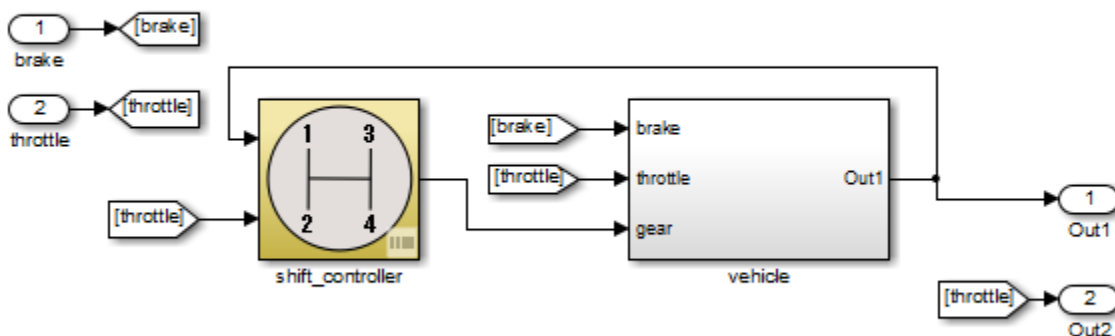 1
[brake]
brake
2
[throttle]
throttle
[throttle]
1 3
2 4
shift_controller
[brake]
[throttle]
brake
throttle
gear
Out1
vehicle
1
Out1
[throttle]
2
Out2